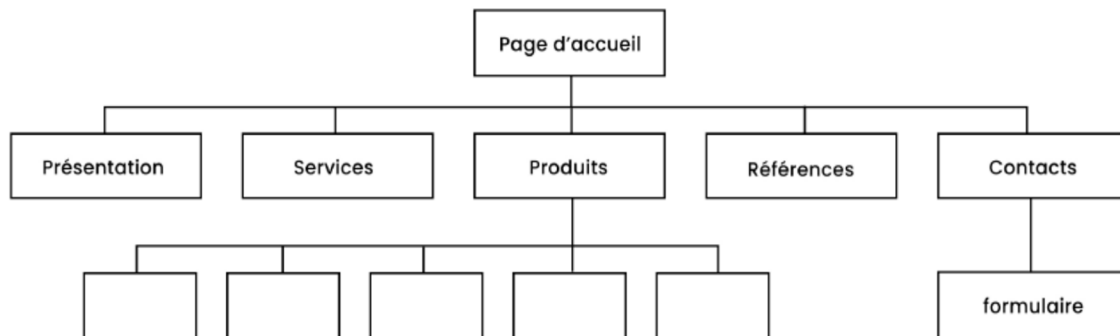 Page d’accueil
Présentation
Services
Produits
Références
Contacts
formulaire